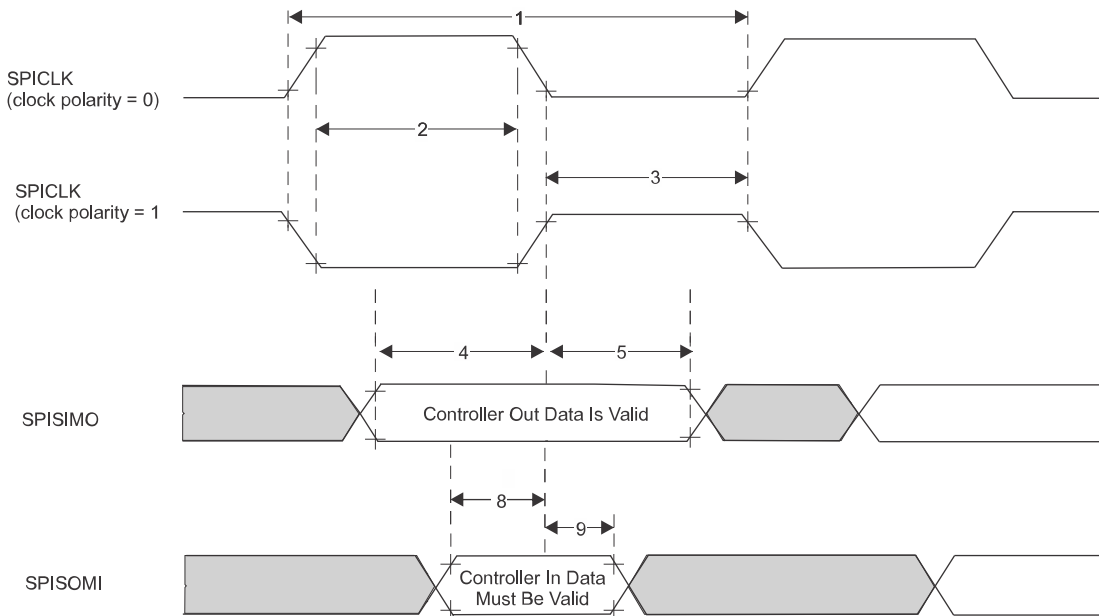 1
SPICLK
(clock polarity = 0)
2
3
SPICLK
(clock polarity = 1
4
5
SPISIMO
Controller Out Data Is Valid
8
9
SPISOMI
Controller In Data
Must Be Valid